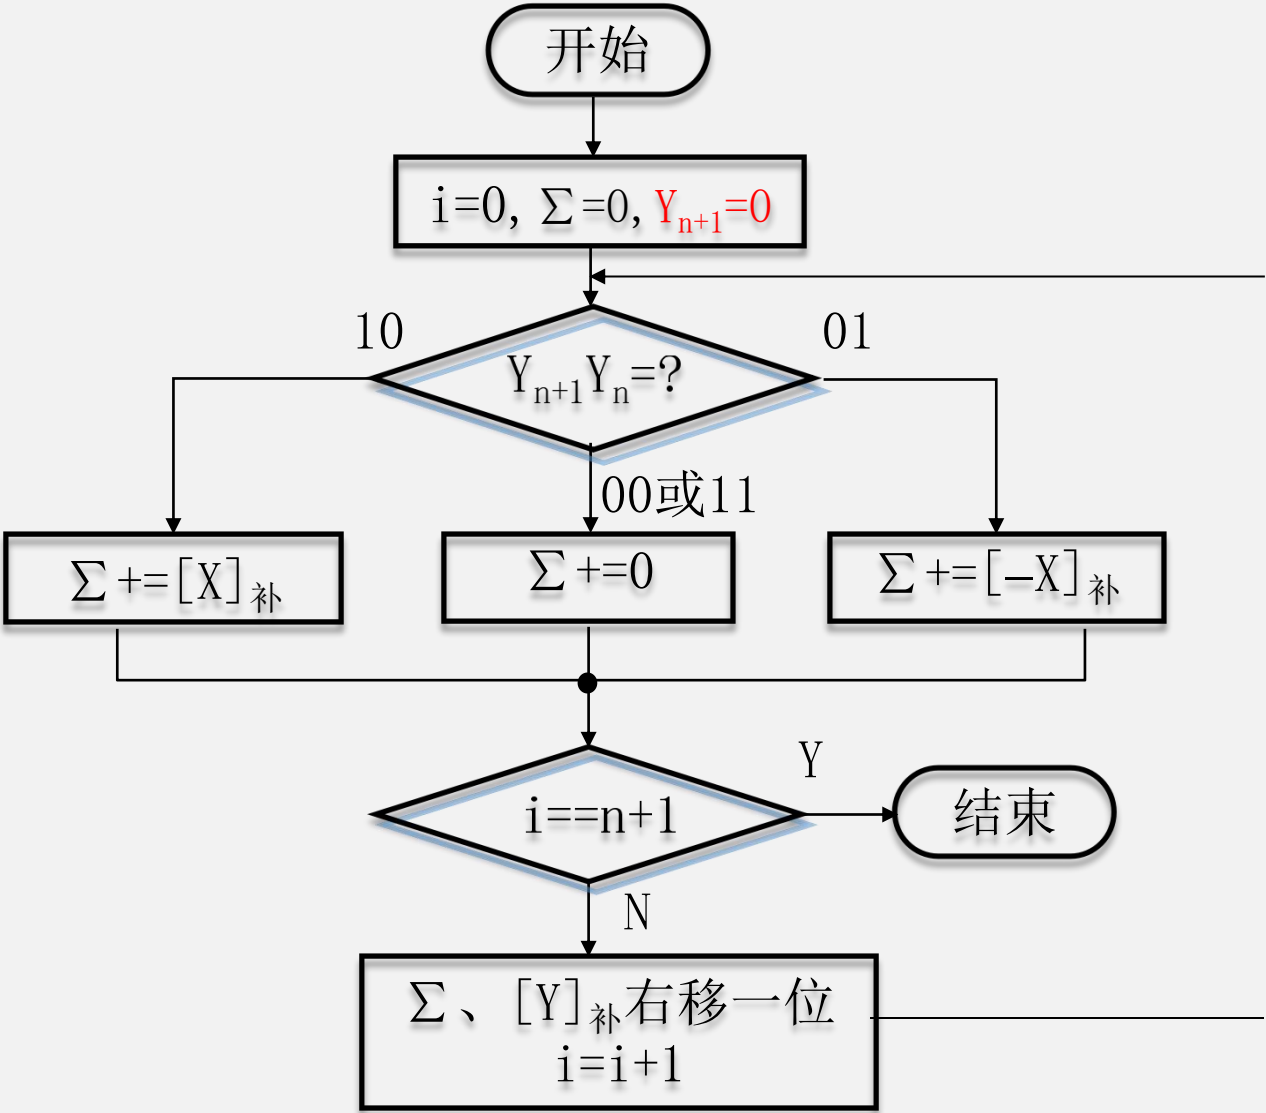 开始
i=0, Σ=0, Yn+1=0
10
01
Yn+1Yn=?
00或11
Σ+=[X]补
Σ+=0
Σ+=[-X]补
Y
i==n+1
结束
N
Σ、[Y]补右移一位
i=i+1